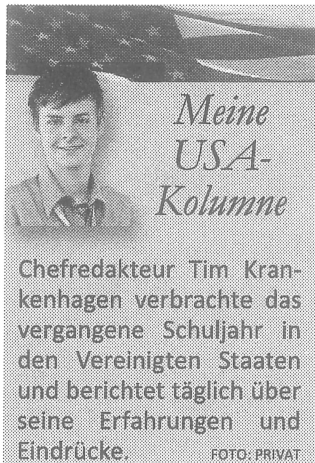 Meine
USA-
Kolumne
Chefredakteur Tim Kran-
kenhagen verbrachte das
vergangene Schuljahr in
den Vereinigten Staaten
und berichtet täglich über
seine Erfahrungen und
Eindrücke. FOTO: PRIVAT